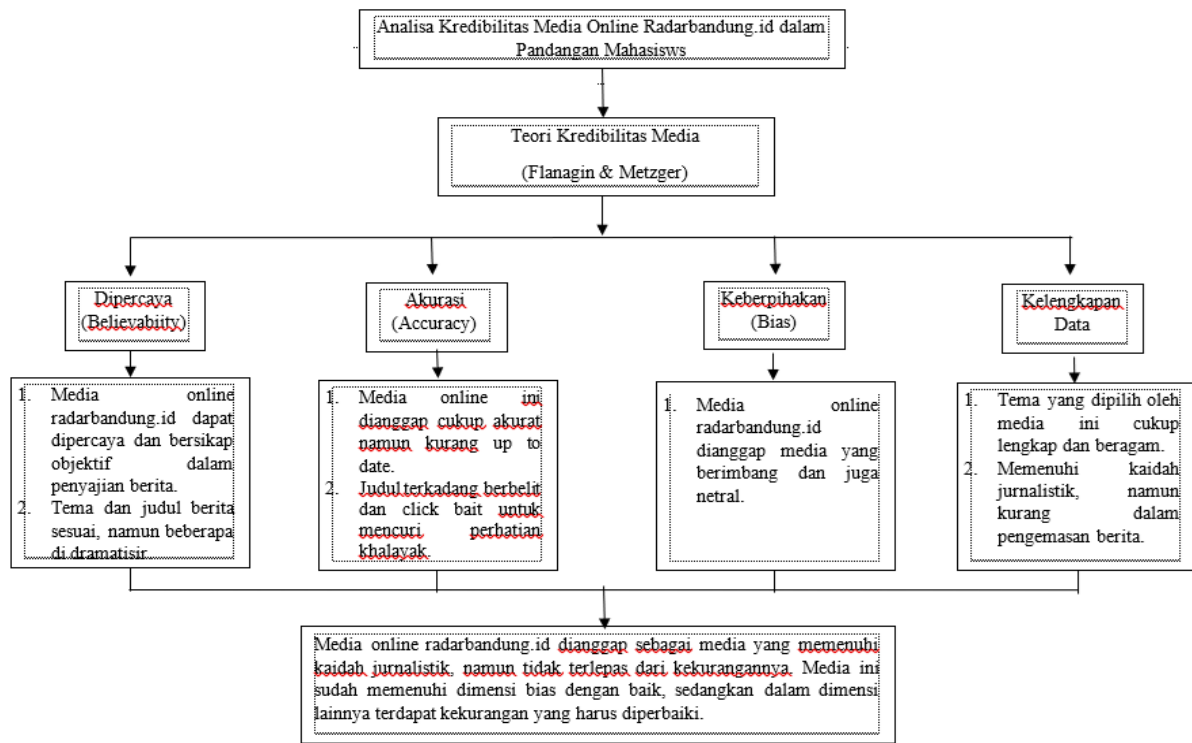 Analisa Kredibilitas Media Online Radarbandung.id dalam
Pandangan Mahasisws
Teori Kredibilitas Media
(Flanagin & Metzger)
Dipercaya
(Believabiity)
Akurasi
(Accuracy)
Keberpihakan
(Bias)
Kelengkapan
Data
1. Media online
radarbandung.id dapat
dipercaya dan bersikap
objektif dalam
penyajian berita.
2. Tema dan judul berita
sesuai, namun beberapa
di dramatisir.
1. Media online ini
dianggap cukup akurat
namun kurang up to
date.
2. Judul terkadang berbelit
dan click bait untuk
mencuri perhatian
khalayak.
1. Media online
radarbandung.id
dianggap media yang
berimbang dan juga
netral.
1. Tema yang dipilih oleh
media ini cukup
lengkap dan beragam.
2. Memenuhi kaidah
jurnalistik, namun
kurang dalam
pengemasan berita.
Media online radarbandung.id dianggap sebagai media yang memenuhi
kaidah jurnalistik, namun tidak terlepas dari kekurangannya. Media ini
sudah memenuhi dimensi bias dengan baik, sedangkan dalam dimensi
lainnya terdapat kekurangan yang harus diperbaiki.